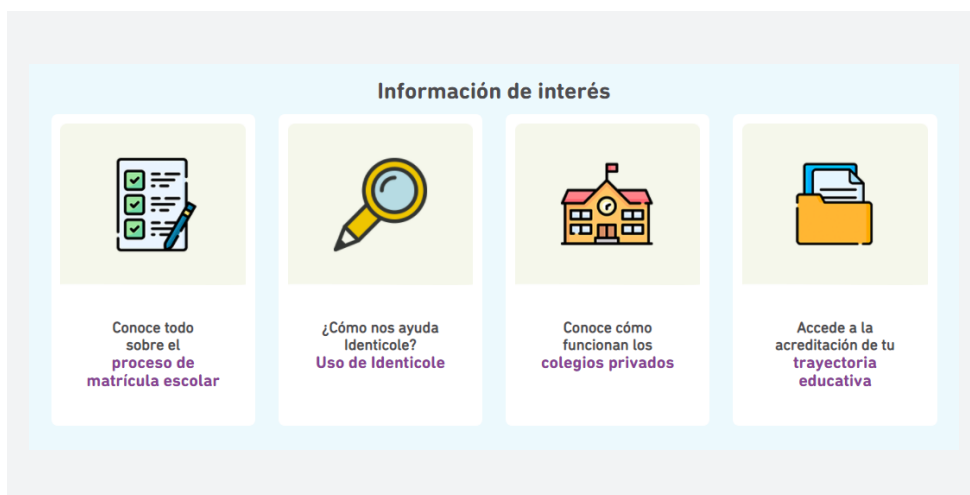 Información de interés
Conoce todo
sobre el
proceso de
matrícula escolar
¿Cómo nos ayuda
Identicole?
Uso de Identicole
Conoce cómo
funcionan los
colegios privados
Accede a la
acreditación de tu
trayectoria
educativa